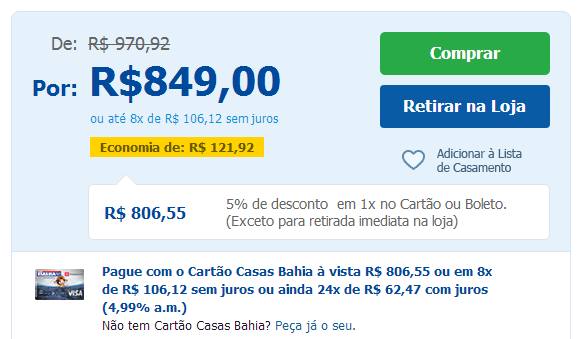 De: R$ 970,92
Por: R$849,00
ou até 8x de R$ 106,12 sem juros
Economia de: R$ 121,92
Comprar
Retirar na Loja
Adicionar à Lista
de Casamento
R$ 806,55
5% de desconto em 1x no Cartão ou Boleto.
(Exceto para retirada imediata na loja)
Pague com o Cartão Casas Bahia à vista R$ 806,55 ou em 8x
de R$ 106,12 sem juros ou ainda 24x de R$ 62,47 com juros
(4,99% a.m.)
Não tem Cartão Casas Bahia? Peça já o seu.
VISA